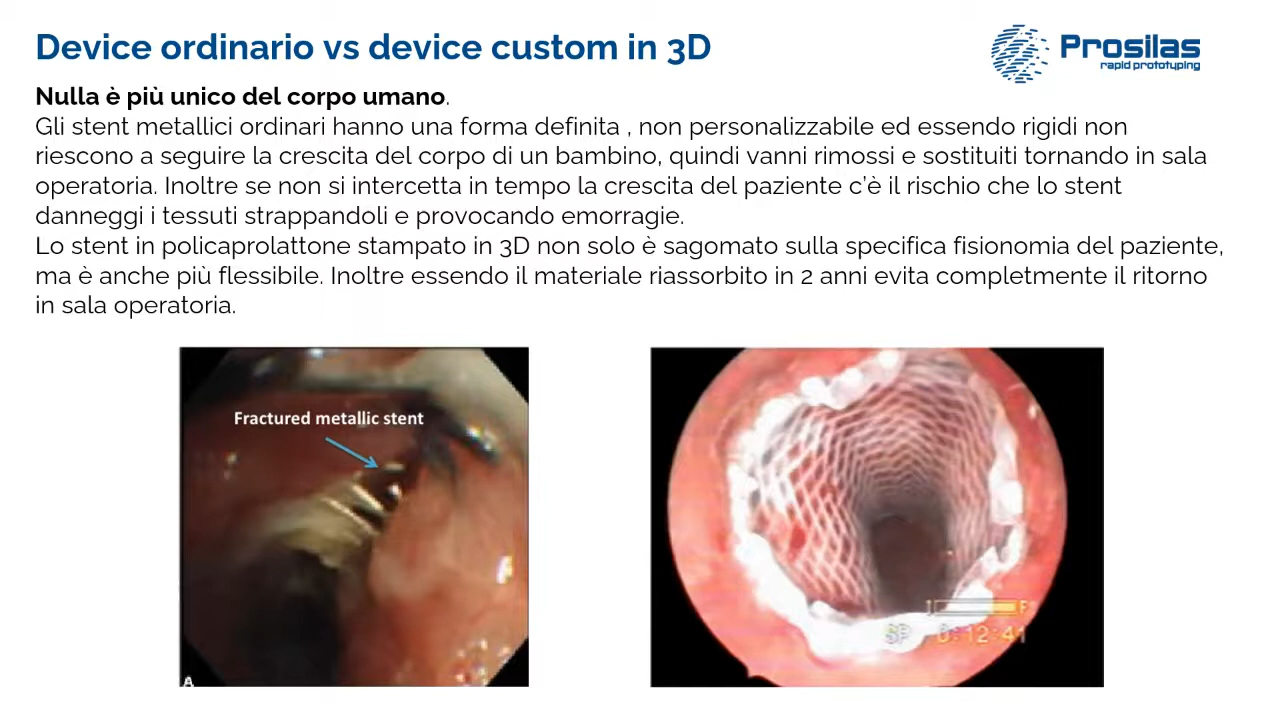 Device ordinario vs device custom in 3D
Prosilas
rapid prototyping
Nulla è più unico del corpo umano.
Gli stent metallici ordinari hanno una forma definita , non personalizzabile ed essendo rigidi non
riescono a seguire la crescita del corpo di un bambino, quindi vanni rimossi e sostituiti tornando in sala
operatoria. Inoltre se non si intercetta in tempo la crescita del paziente c'è il rischio che lo stent
danneggi i tessuti strappandoli e provocando emorragie.
Lo stent in policaprolattone stampato in 3D non solo è sagomato sulla specifica fisionomia del paziente,
ma è anche più flessibile. Inoltre essendo il materiale riassorbito in 2 anni evita completmente il ritorno
in sala operatoria.
Fractured metallic stent
A
I F
SP 0:12:41